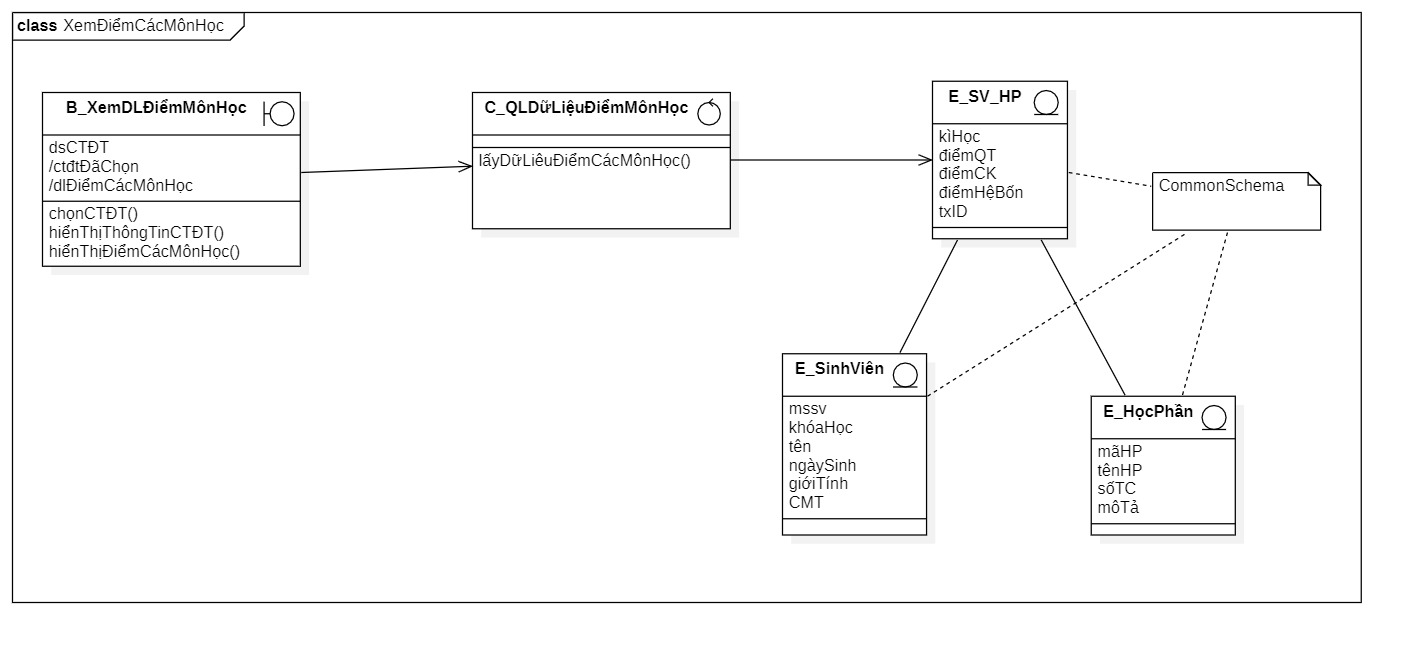 class XemĐiểmCácMônHọc
B_XemDLĐiểmMônHọc
dsCTĐT
/ctđtĐãChọn
/dlĐiểmCácMônHọc
chọnCTĐT()
hiểnThịThôngTinCTĐT()
hiểnThịĐiểmCácMônHọc()
C_QLDữLiệuĐiểmMônHọc
lấyDữLiêuĐiểmCácMônHọc()
E_SV_HP
kìHọc
điểmQT
điểmCK
điểmHệBốn
txID
CommonSchema
E_SinhViên
mssv
khóaHọc
tên
ngàySinh
giớiTính
CMT
E_HọcPhần
mãHP
tênHP
sốTC
môTả